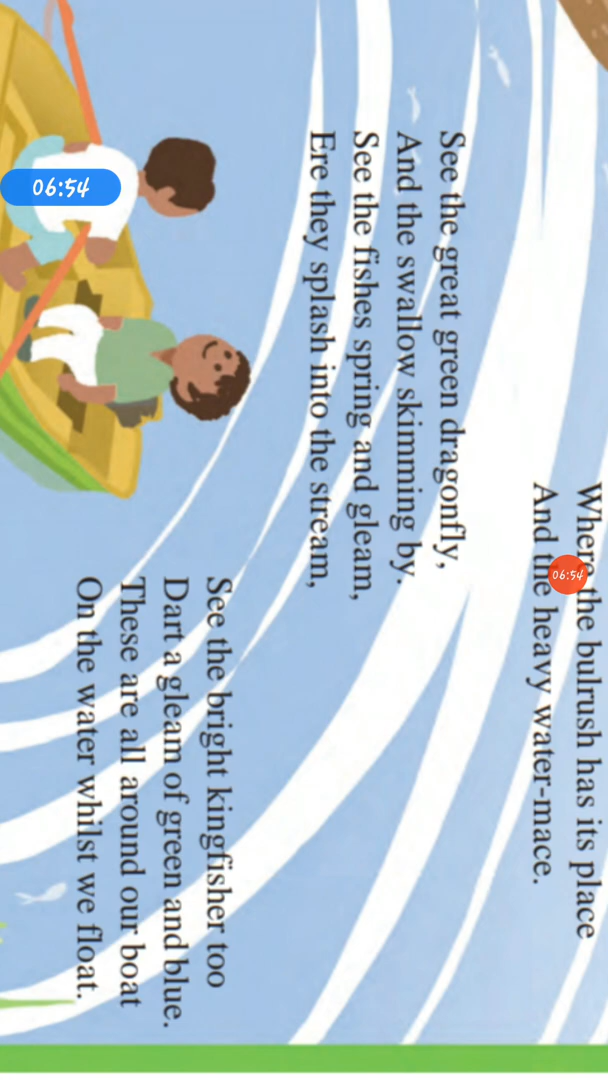 Where the bulrush has its place
And the heavy water-mace.
See the great green dragonfly,
And the swallow skimming by.
See the fishes spring and gleam,
Ere they splash into the stream,
See the bright kingfisher too
Dart a gleam of green and blue.
These are all around our boat
On the water whilst we float.
06:54
06:54